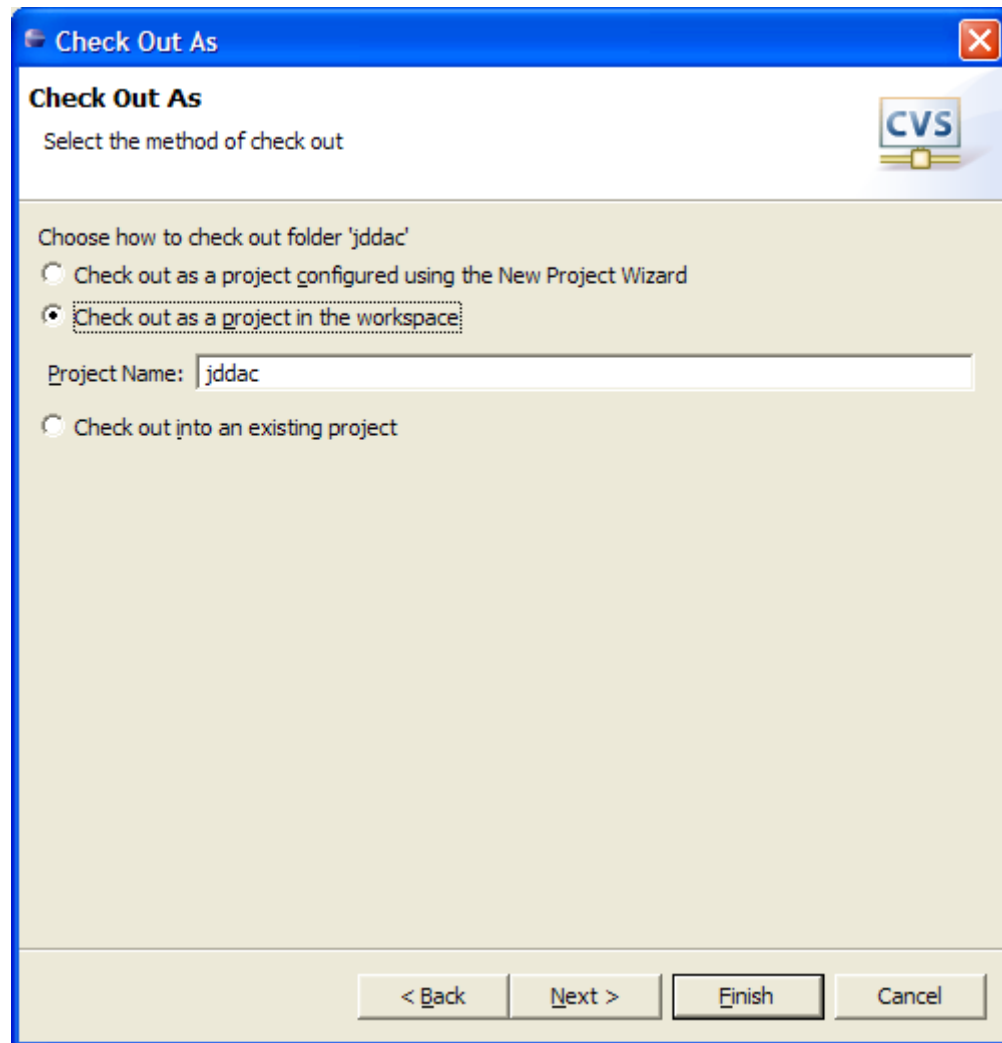 Check Out As
Check Out As
Select the method of check out
CVS
Choose how to check out folder 'jddac'
Check out as a project configured using the New Project Wizard
Check out as a project in the workspace
Project Name: jddac
Check out into an existing project
< Back Next > Finish Cancel